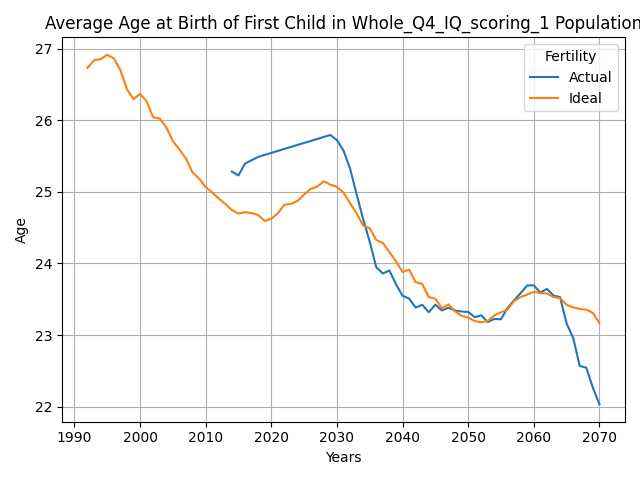 Average Age at Birth of First Child in Whole_Q4_IQ_scoring_1 Population
Fertility
Actual
Ideal
27
26
25
24
23
22
Age
1990 2000 2010 2020 2030 2040 2050 2060 2070
Years